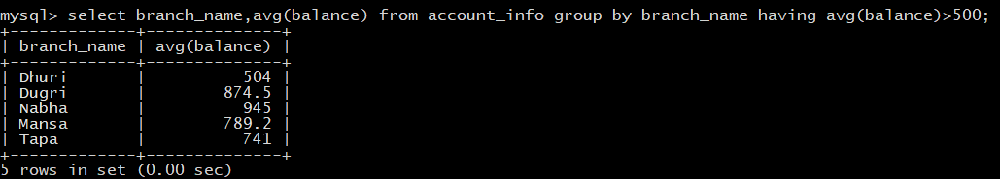 mysql> select branch_name,avg(balance) from account_info group by branch_name having avg(balance)>500;
+-------------+--------------+
| branch_name | avg(balance) |
+-------------+--------------+
| Dhuri       |          504 |
| Dugri       |        874.5 |
| Nabha       |          945 |
| Mansa       |        789.2 |
| Tapa        |          741 |
+-------------+--------------+
5 rows in set (0.00 sec)